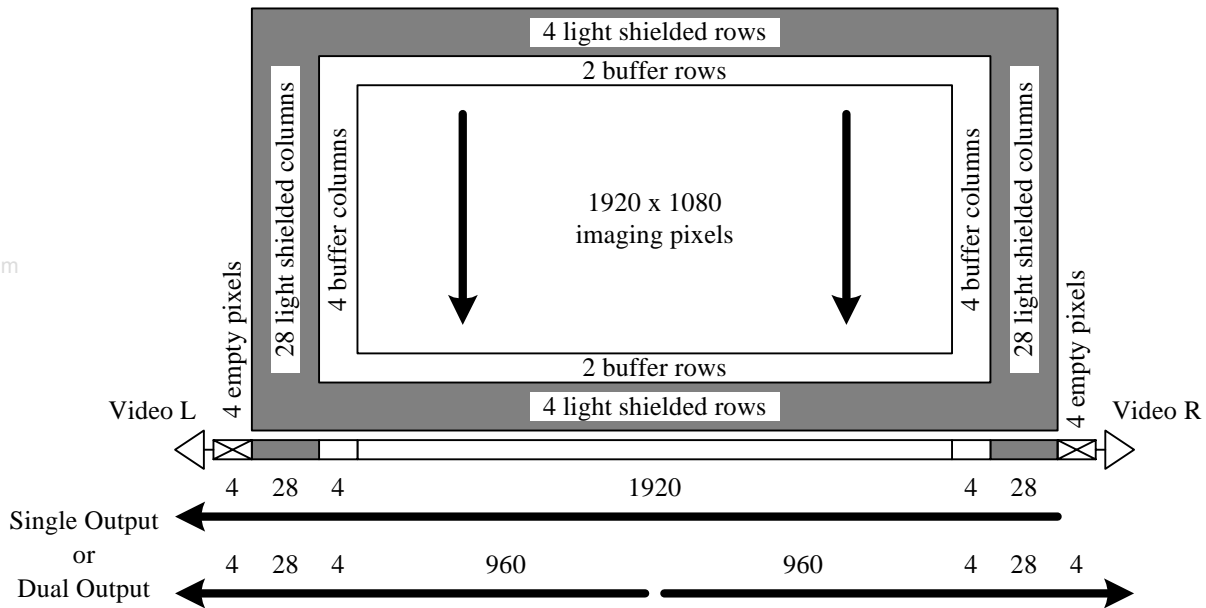 4 light shielded rows
2 buffer rows
m
4 empty pixels
28 light shielded columns
4 buffer columns
1920 x 1080
imaging pixels
4 buffer columns
28 light shielded columns
4 empty pixels
2 buffer rows
4 light shielded rows
Video L
Video R
4 28 4 1920 4 28
Single Output
or
Dual Output
4 28 4 960 960 4 28 4